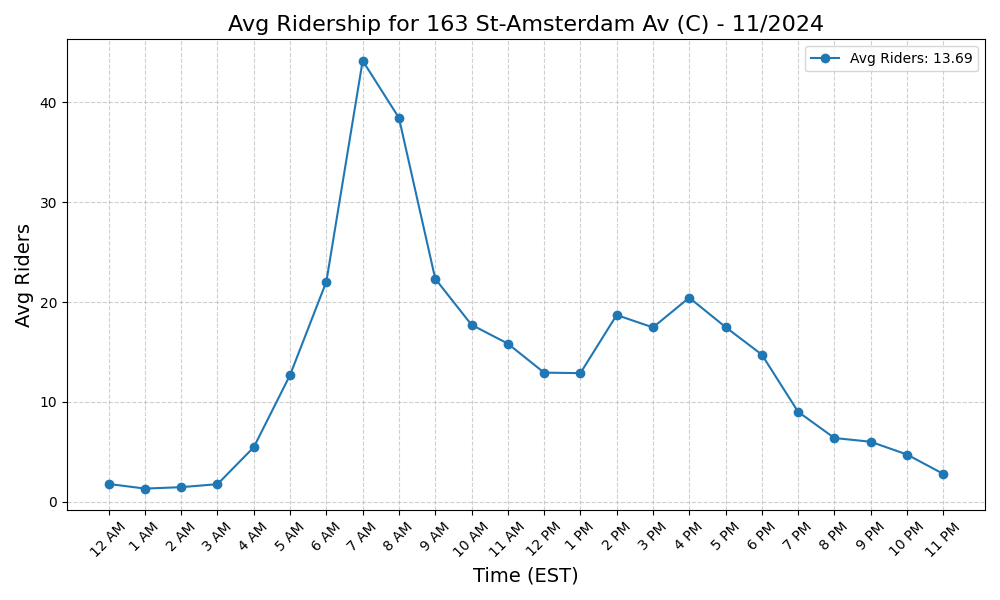 Avg Ridership for 163 St-Amsterdam Av (C) - 11/2024
Avg Riders: 13.69
Avg Riders
40
30
20
10
0
12 AM
1 AM
2 AM
3 AM
4 AM
5 AM
6 AM
7 AM
8 AM
9 AM
10 AM
11 AM
12 PM
1 PM
2 PM
3 PM
4 PM
5 PM
6 PM
7 PM
8 PM
9 PM
10 PM
11 PM
Time (EST)